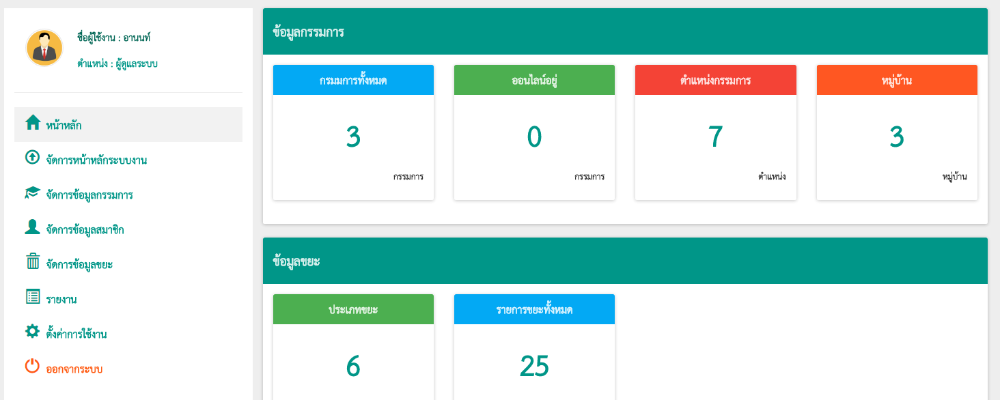 ชื่อผู้ใช้งาน : อานนท์
ตำแหน่ง : ผู้ดูแลระบบ
หน้าหลัก
จัดการหน้าหลักระบบงาน
จัดการข้อมูลกรรมการ
จัดการข้อมูลสมาชิก
จัดการข้อมูลขยะ
รายงาน
ตั้งค่าการใช้งาน
ออกจากระบบ
ข้อมูลกรรมการ
กรมมการทั้งหมด
3
กรรมการ
ออนไลน์อยู่
0
กรรมการ
ตำแหน่งกรรมการ
7
ตำแหน่ง
หมู่บ้าน
3
หมู่บ้าน
ข้อมูลขยะ
ประเภทขยะ
6
รายการขยะทั้งหมด
25